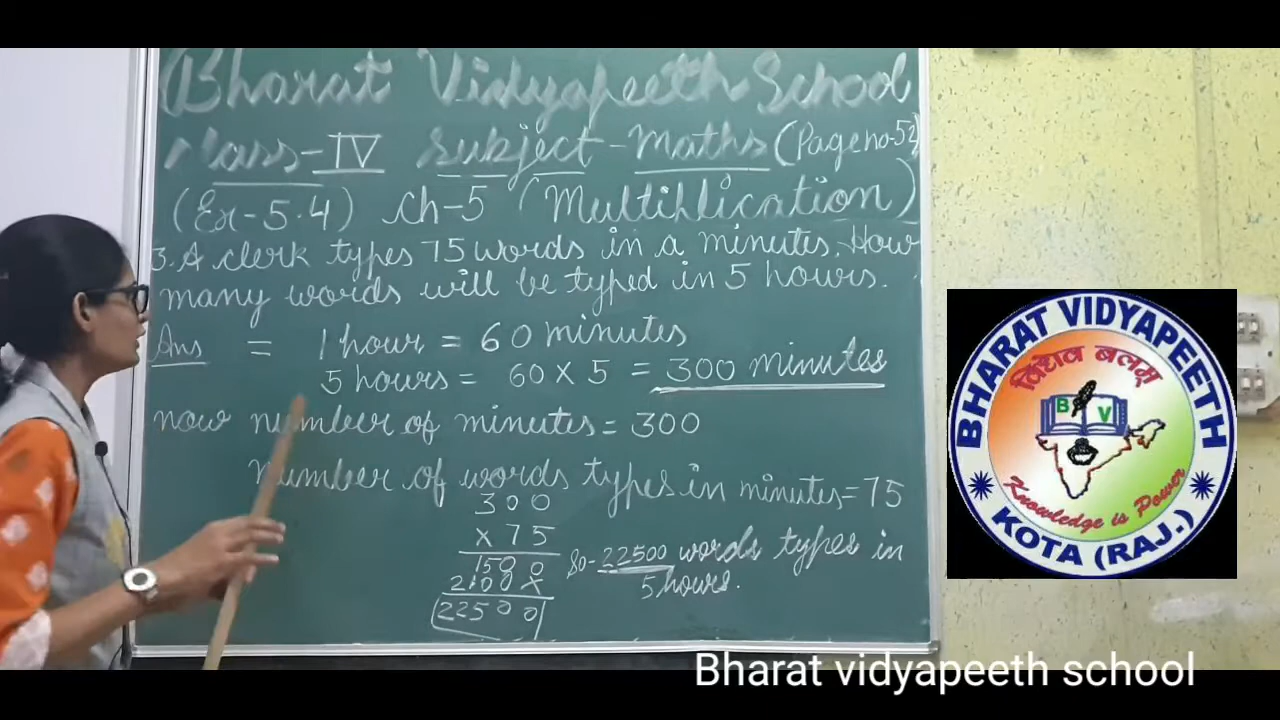 Bharat Vidyapeeth School
Class-IV Subject-Maths (Page no-52)
(Ex-5.4) Ch-5 (Multihlication)
3. A clerk types 75 words in a minutes. How
many words will be typed in 5 hours.
Ans = 1 hour = 60 minutes
5 hours = 60 x 5 = 300 minutes
now number of minutes = 300
Number of words types in minutes = 75
300
x 75
1500
2100x
22500
So- 22500 words types in
5 hours.
BHARAT VIDYAPEETH
विद्यैव बलम्
B V
Knowledge is Power
KOTA (RAJ.)
Bharat vidyapeeth school